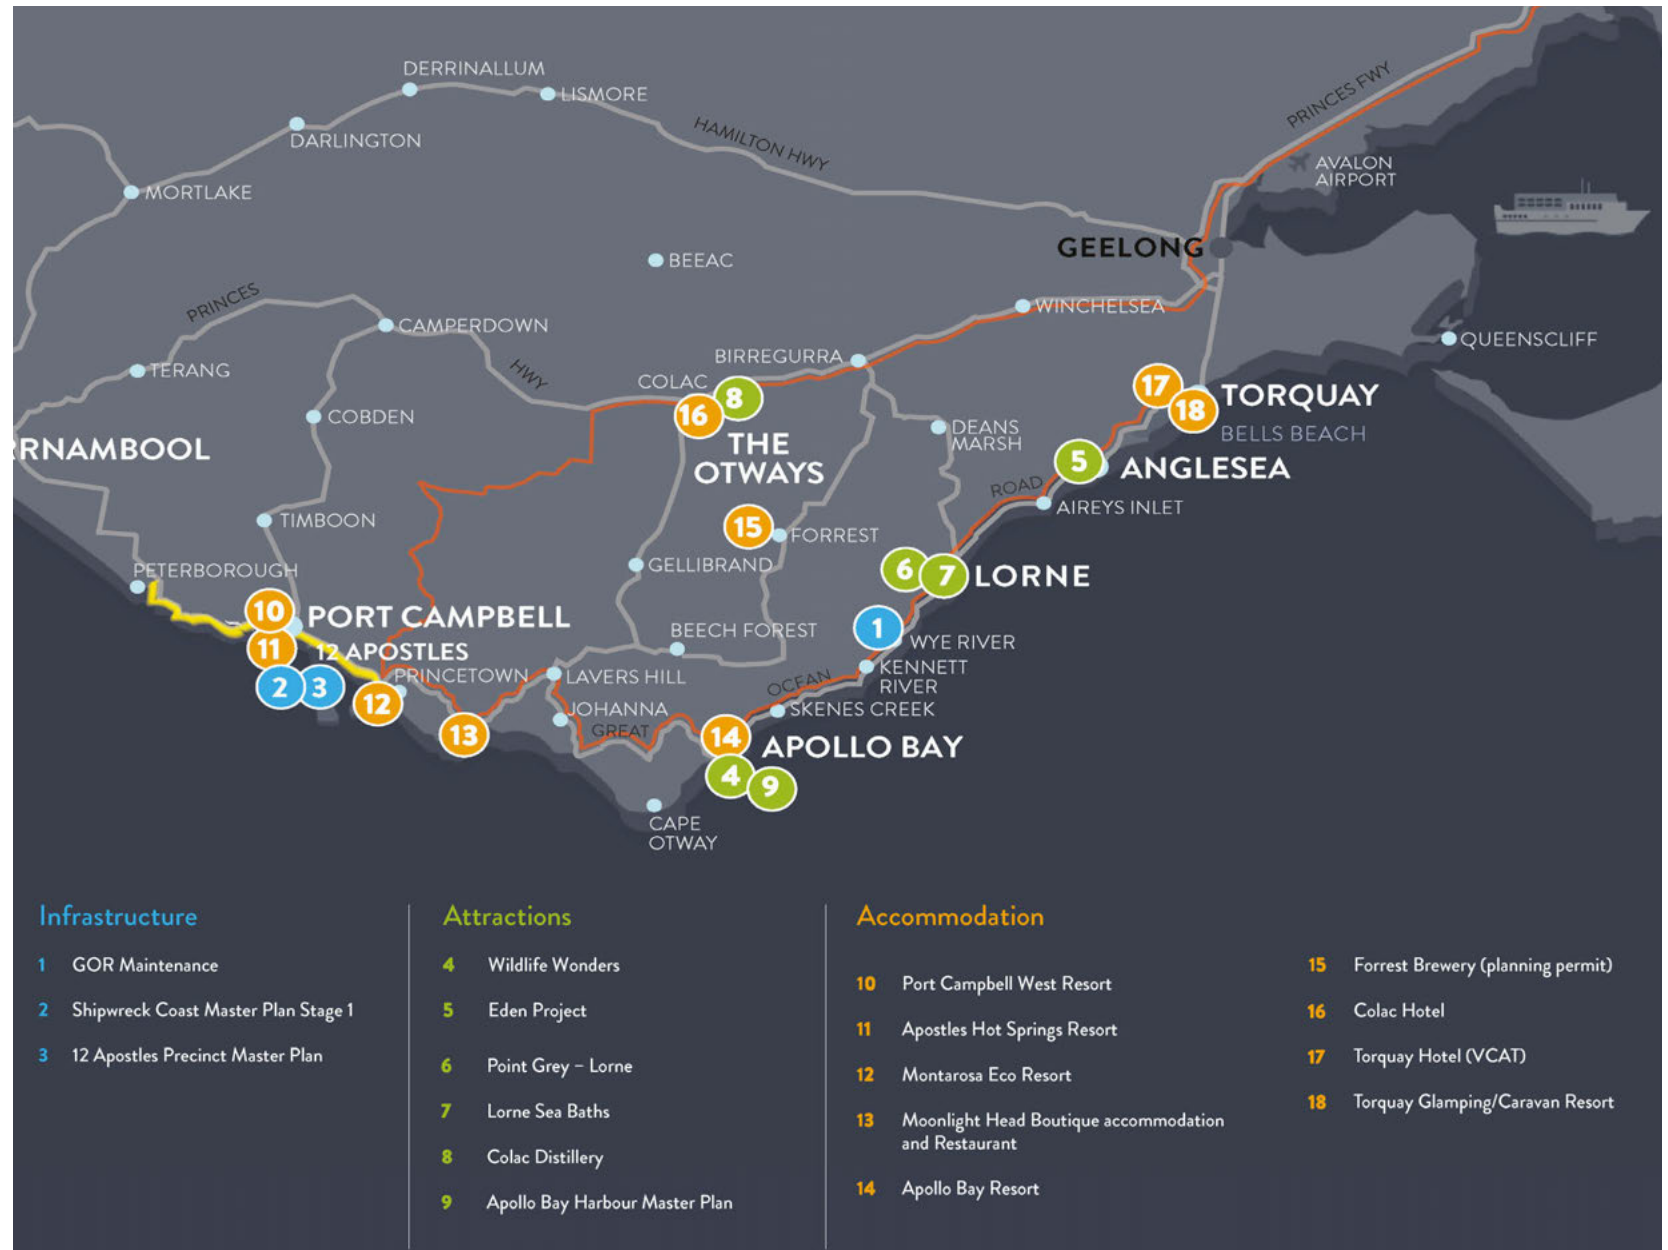 DERRINALLUM
LISMORE
DARLINGTON
HAMILTON HWY
PRINCES FWY
AVALON
AIRPORT
MORTLAKE
GEELONG
BEEAC
PRINCES
CAMPERDOWN
WINCHELSEA
QUEENSCLIFF
TERANG
HWY
BIRREGURRA
COLAC
8
16
17
18
TORQUAY
BELLS BEACH
COBDEN
RRNAMBOOL
THE
OTWAYS
DEANS
MARSH
5
ANGLESEA
ROAD
AIREYS INLET
TIMBOON
15
FORREST
PETERBOROUGH
GELLIBRAND
6
7
LORNE
10
PORT CAMPBELL
11
12 APOSTLES
BEECH FOREST
1
WYE RIVER
KENNETT
RIVER
2
3
PRINCETOWN
LAVERS HILL
OCEAN
12
JOHANNA
SKENES CREEK
13
GREAT
14
APOLLO BAY
4
9
CAPE
OTWAY
Infrastructure
1 GOR Maintenance
2 Shipwreck Coast Master Plan Stage 1
3 12 Apostles Precinct Master Plan
Attractions
4 Wildlife Wonders
5 Eden Project
6 Point Grey – Lorne
7 Lorne Sea Baths
8 Colac Distillery
9 Apollo Bay Harbour Master Plan
Accommodation
10 Port Campbell West Resort
11 Apostles Hot Springs Resort
12 Montarosa Eco Resort
13 Moonlight Head Boutique accommodation
and Restaurant
14 Apollo Bay Resort
15 Forrest Brewery (planning permit)
16 Colac Hotel
17 Torquay Hotel (VCAT)
18 Torquay Glamping/Caravan Resort